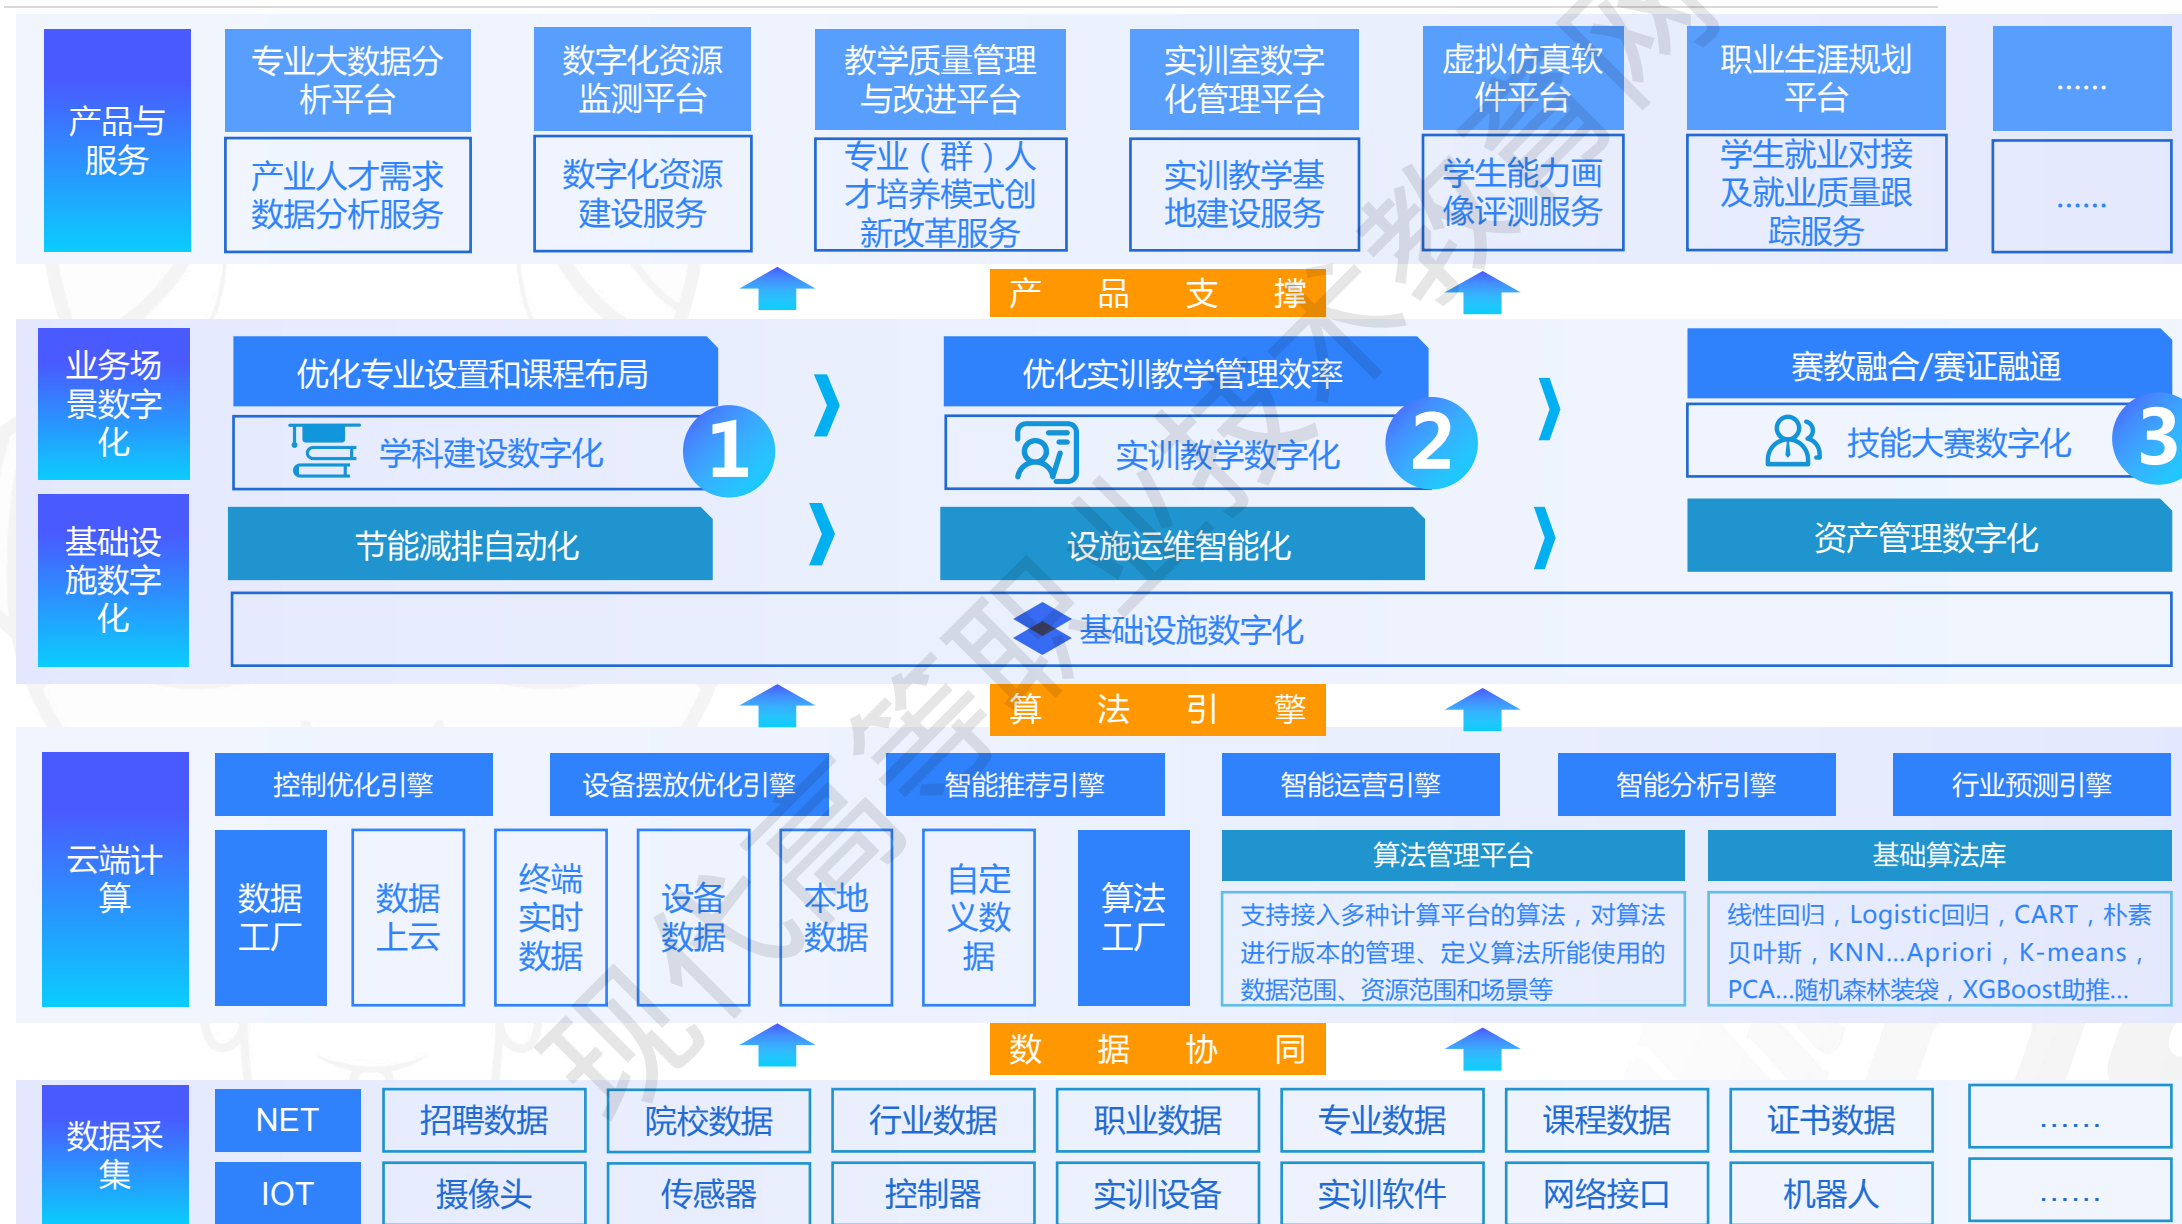 产品与
服务
专业大数据分
析平台
数字化资源
监测平台
教学质量管理
与改进平台
实训室数字
化管理平台
虚拟仿真软
件平台
职业生涯规划
平台
......
产业人才需求
数据分析服务
数字化资源
建设服务
专业（群）人
才培养模式创
新改革服务
实训教学基
地建设服务
学生能力画
像评测服务
学生就业对接
及就业质量跟
踪服务
......
产品支撑
业务场
景数字
化
优化专业设置和课程布局
优化实训教学管理效率
赛教融合/赛证融通
学科建设数字化
1
实训教学数字化
2
技能大赛数字化
3
基础设
施数字
化
节能减排自动化
设施运维智能化
资产管理数字化
基础设施数字化
算法引擎
云端计
算
控制优化引擎
设备摆放优化引擎
智能推荐引擎
智能运营引擎
智能分析引擎
行业预测引擎
数据
工厂
数据
上云
终端
实时
数据
设备
数据
本地
数据
自定
义数
据
算法
工厂
算法管理平台
支持接入多种计算平台的算法，对算法
进行版本的管理、定义算法所能使用的
数据范围、资源范围和场景等
基础算法库
线性回归，Logistic回归，CART，朴素
贝叶斯，KNN...Apriori，K-means，
PCA...随机森林装袋，XGBoost助推...
数据协同
数据采
集
NET
招聘数据
院校数据
行业数据
职业数据
专业数据
课程数据
证书数据
......
IOT
摄像头
传感器
控制器
实训设备
实训软件
网络接口
机器人
......
现代高等职业技术教育网